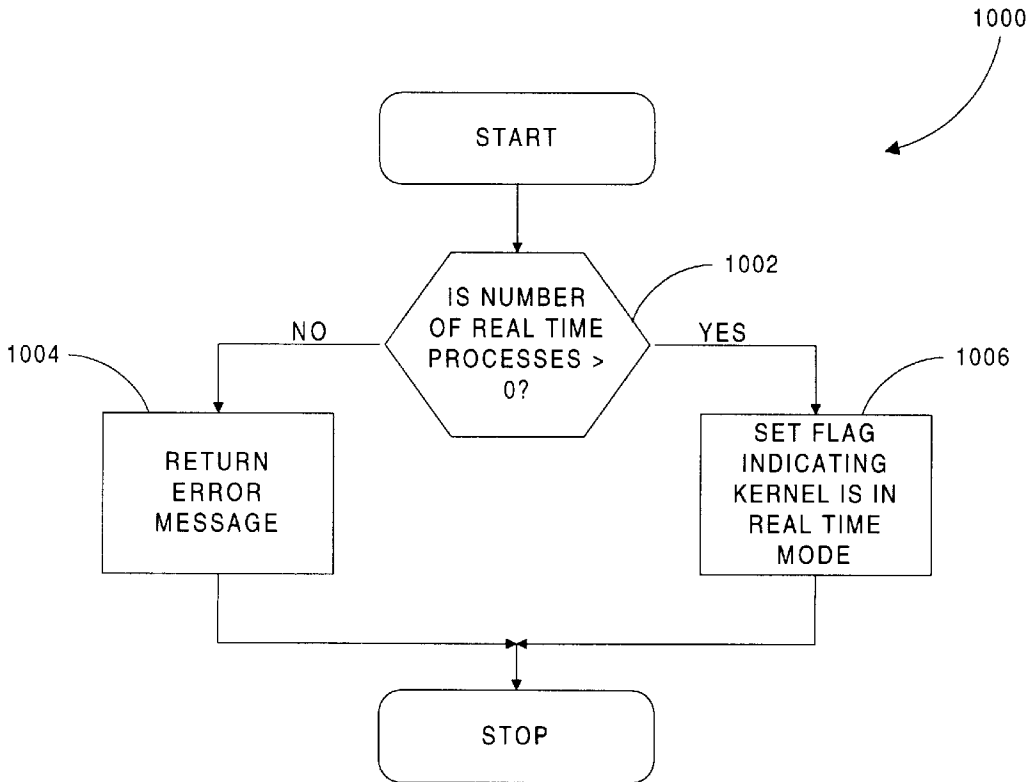 1000
START
1002
IS NUMBER
OF REAL TIME
PROCESSES >
0?
NO
YES
1004
1006
RETURN
ERROR
MESSAGE
SET FLAG
INDICATING
KERNEL IS IN
REAL TIME
MODE
STOP